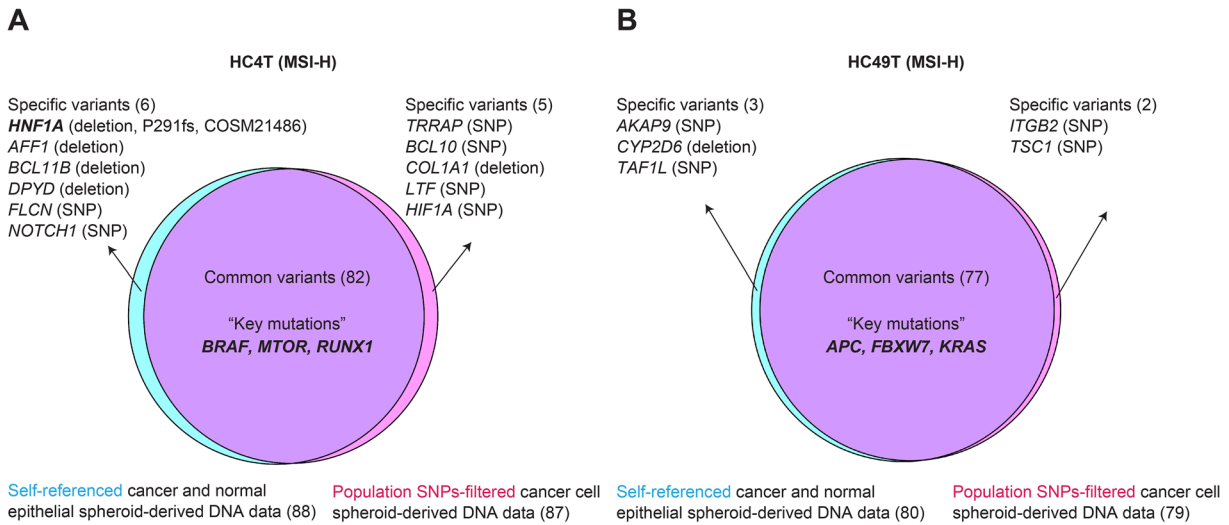 A
HC4T (MSI-H)
Specific variants (6)
HNF1A (deletion, P291fs, COSM21486)
AFF1 (deletion)
BCL11B (deletion)
DPYD (deletion)
FLCN (SNP)
NOTCH1 (SNP)
Specific variants (5)
TRRAP (SNP)
BCL10 (SNP)
COL1A1 (deletion)
LTF (SNP)
HIF1A (SNP)
Common variants (82)
“Key mutations”
BRAF, MTOR, RUNX1
Self-referenced cancer and normal
epithelial spheroid-derived DNA data (88)
Population SNPs-filtered cancer cell
spheroid-derived DNA data (87)
B
HC49T (MSI-H)
Specific variants (3)
AKAP9 (SNP)
CYP2D6 (deletion)
TAF1L (SNP)
Specific variants (2)
ITGB2 (SNP)
TSC1 (SNP)
Common variants (77)
“Key mutations”
APC, FBXW7, KRAS
Self-referenced cancer and normal
epithelial spheroid-derived DNA data (80)
Population SNPs-filtered cancer cell
spheroid-derived DNA data (79)